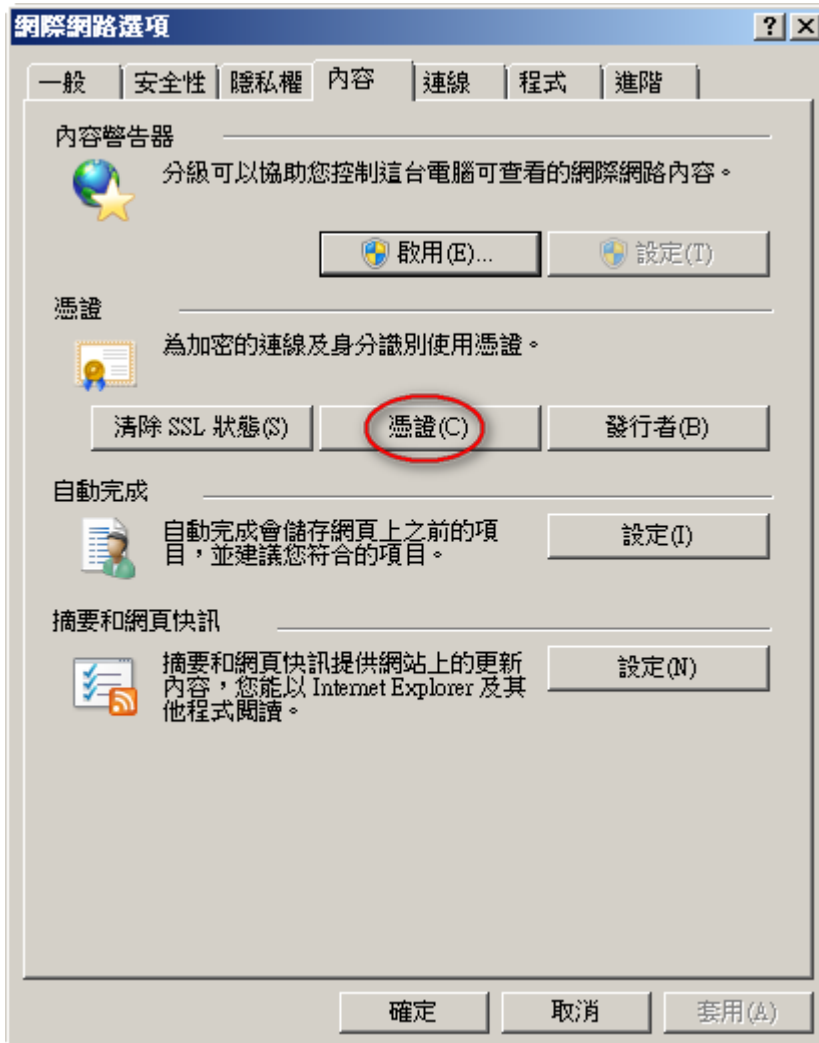 網際網路選項
一般 安全性 隱私權 內容 連線 程式 進階
內容警告器
分級可以協助您控制這台電腦可查看的網際網路內容。
啟用(E)... 設定(T)
憑證
為加密的連線及身分識別使用憑證。
清除 SSL 狀態(S) 憑證(C) 發行者(B)
自動完成
自動完成會儲存網頁上之前的項
目，並建議您符合的項目。
設定(I)
摘要和網頁快訊
摘要和網頁快訊提供網站上的更新
內容，您能以 Internet Explorer 及其
他程式閱讀。
設定(N)
確定 取消 套用(A)